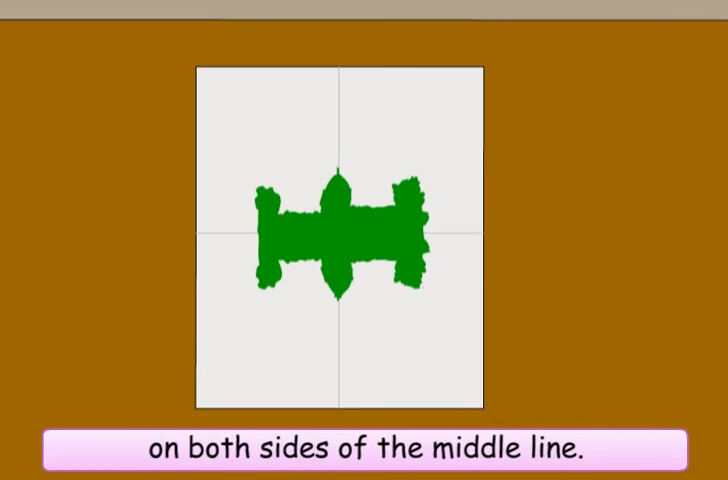 on both sides of the middle line.